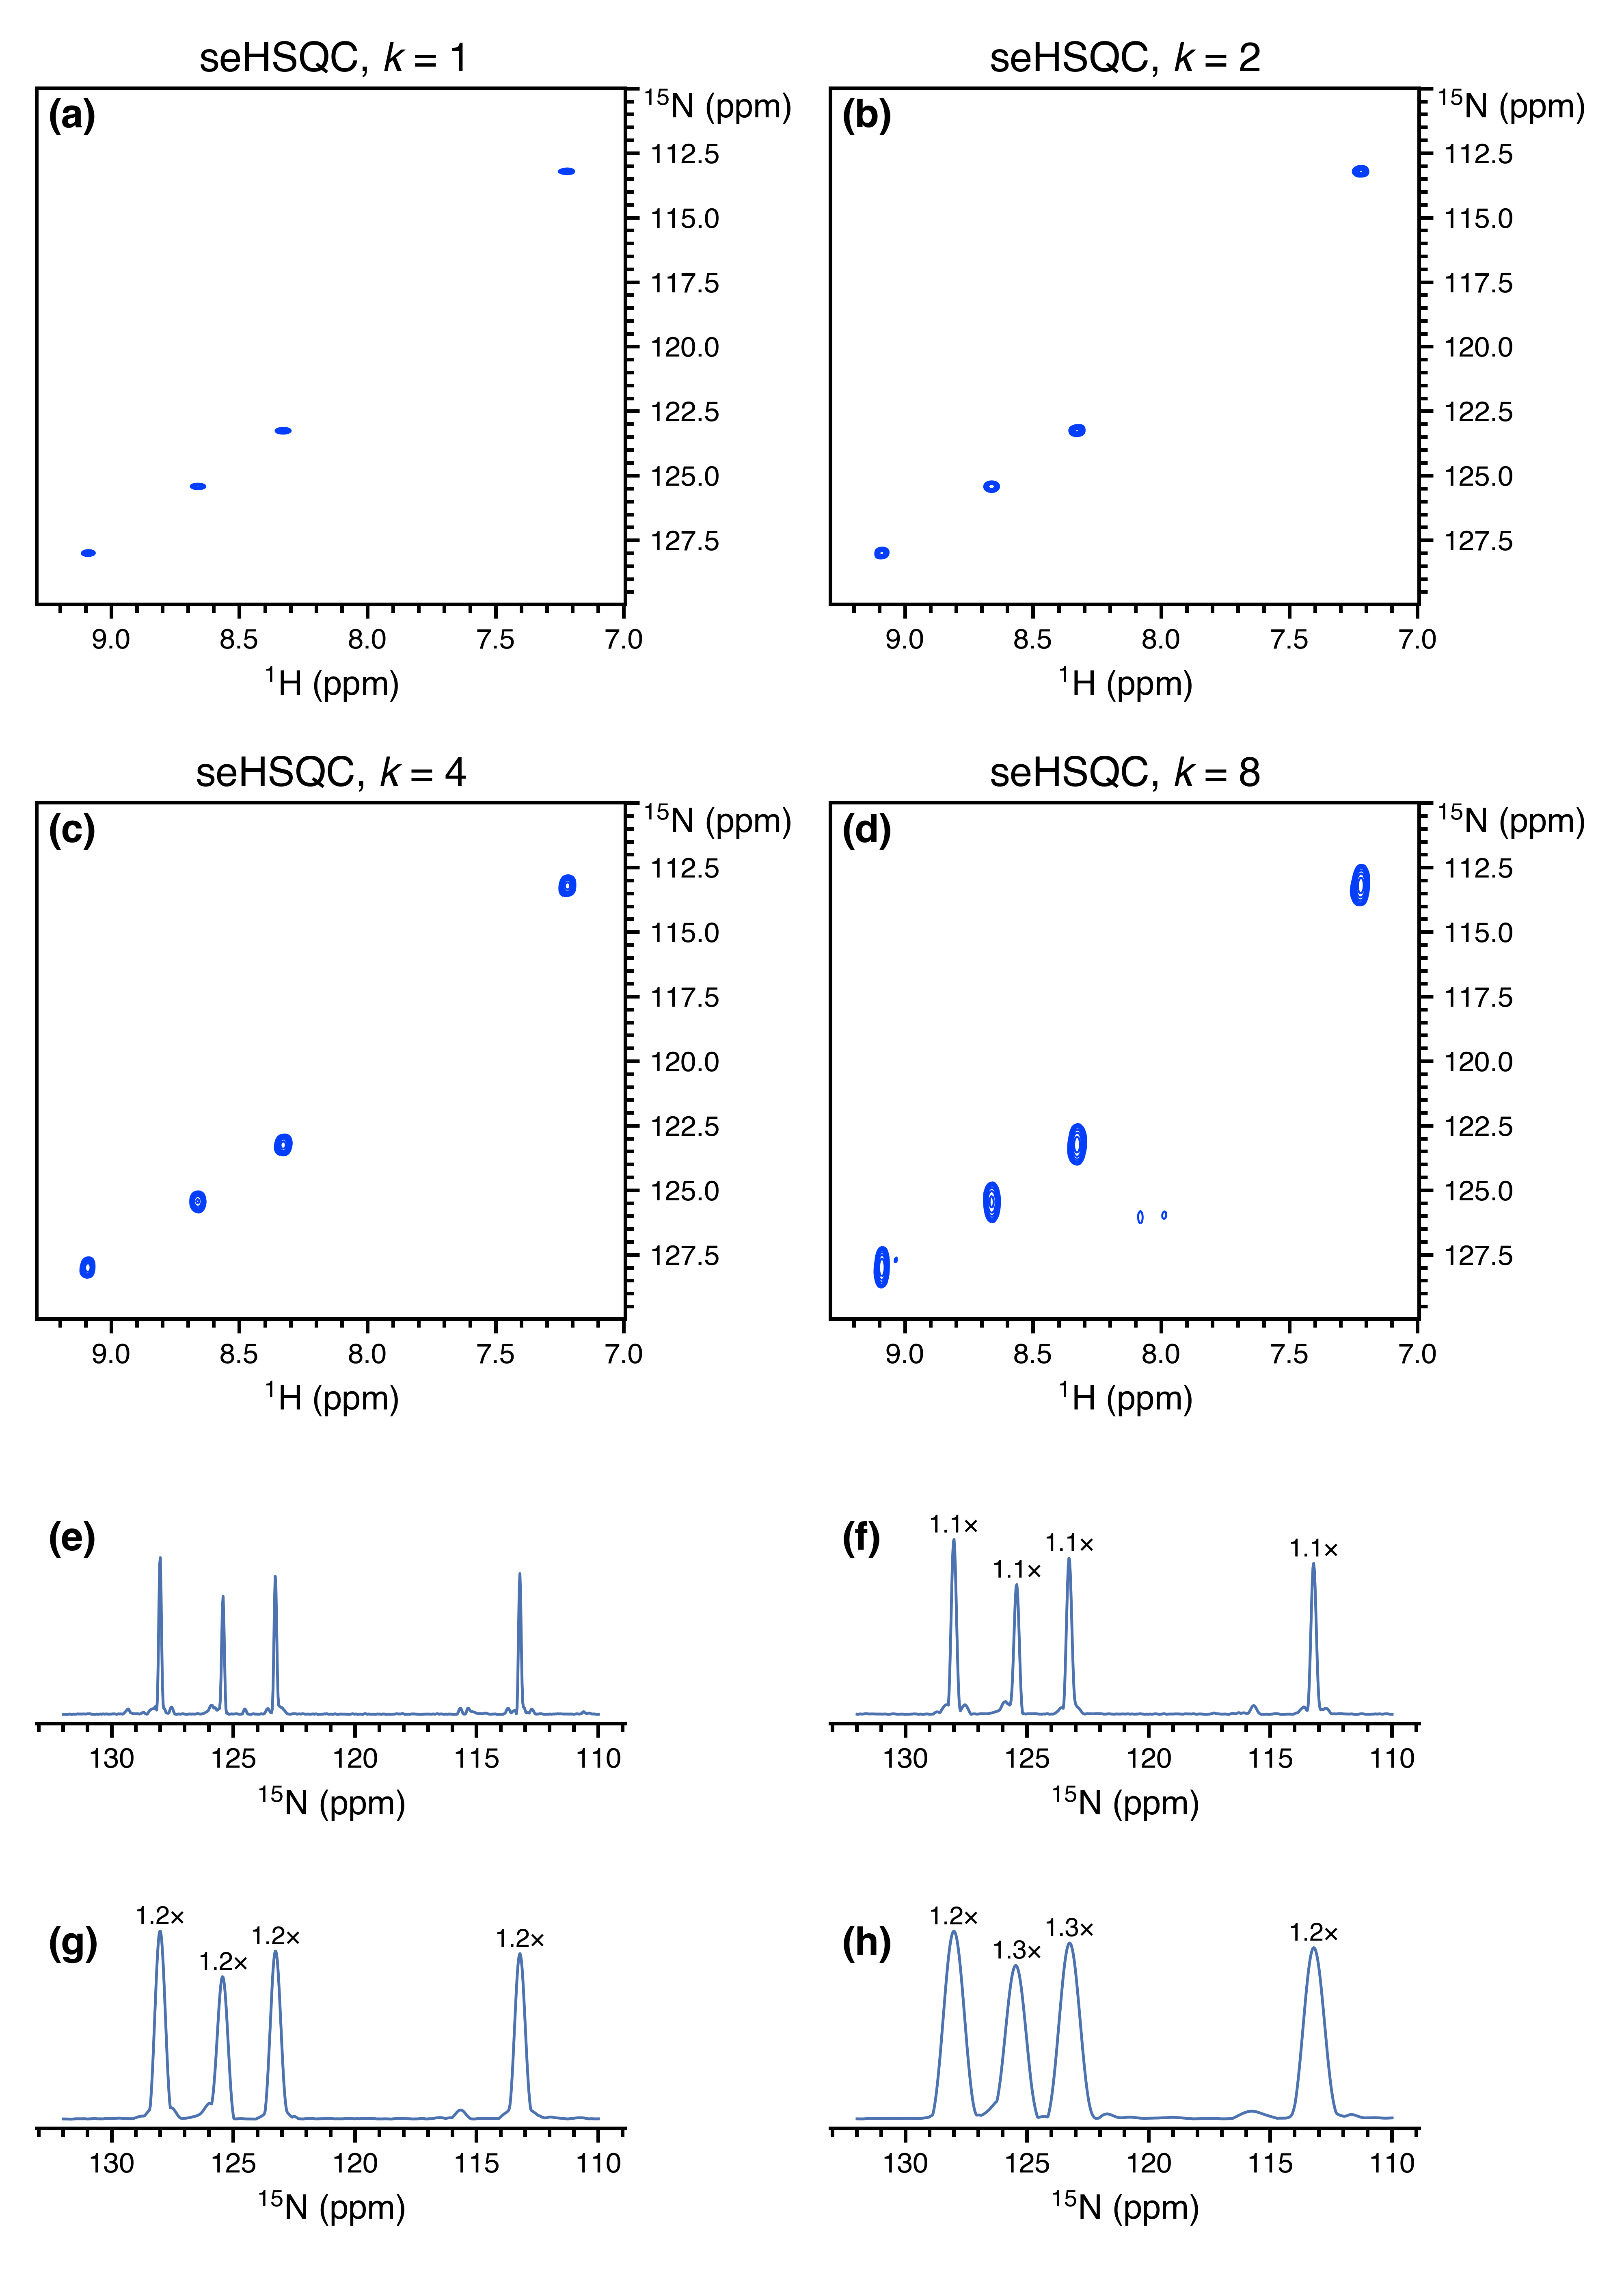 seHSQC, k = 1
(a)
¹⁵N (ppm)
112.5
115.0
117.5
120.0
122.5
125.0
127.5
9.0 8.5 8.0 7.5 7.0
¹H (ppm)
seHSQC, k = 2
(b)
¹⁵N (ppm)
112.5
115.0
117.5
120.0
122.5
125.0
127.5
9.0 8.5 8.0 7.5 7.0
¹H (ppm)
seHSQC, k = 4
(c)
¹⁵N (ppm)
112.5
115.0
117.5
120.0
122.5
125.0
127.5
9.0 8.5 8.0 7.5 7.0
¹H (ppm)
seHSQC, k = 8
(d)
¹⁵N (ppm)
112.5
115.0
117.5
120.0
122.5
125.0
127.5
9.0 8.5 8.0 7.5 7.0
¹H (ppm)
(e)
130 125 120 115 110
¹⁵N (ppm)
(f)
1.1× 1.1× 1.1× 1.1×
130 125 120 115 110
¹⁵N (ppm)
(g)
1.2× 1.2× 1.2× 1.2×
130 125 120 115 110
¹⁵N (ppm)
(h)
1.2× 1.3× 1.3× 1.2×
130 125 120 115 110
¹⁵N (ppm)